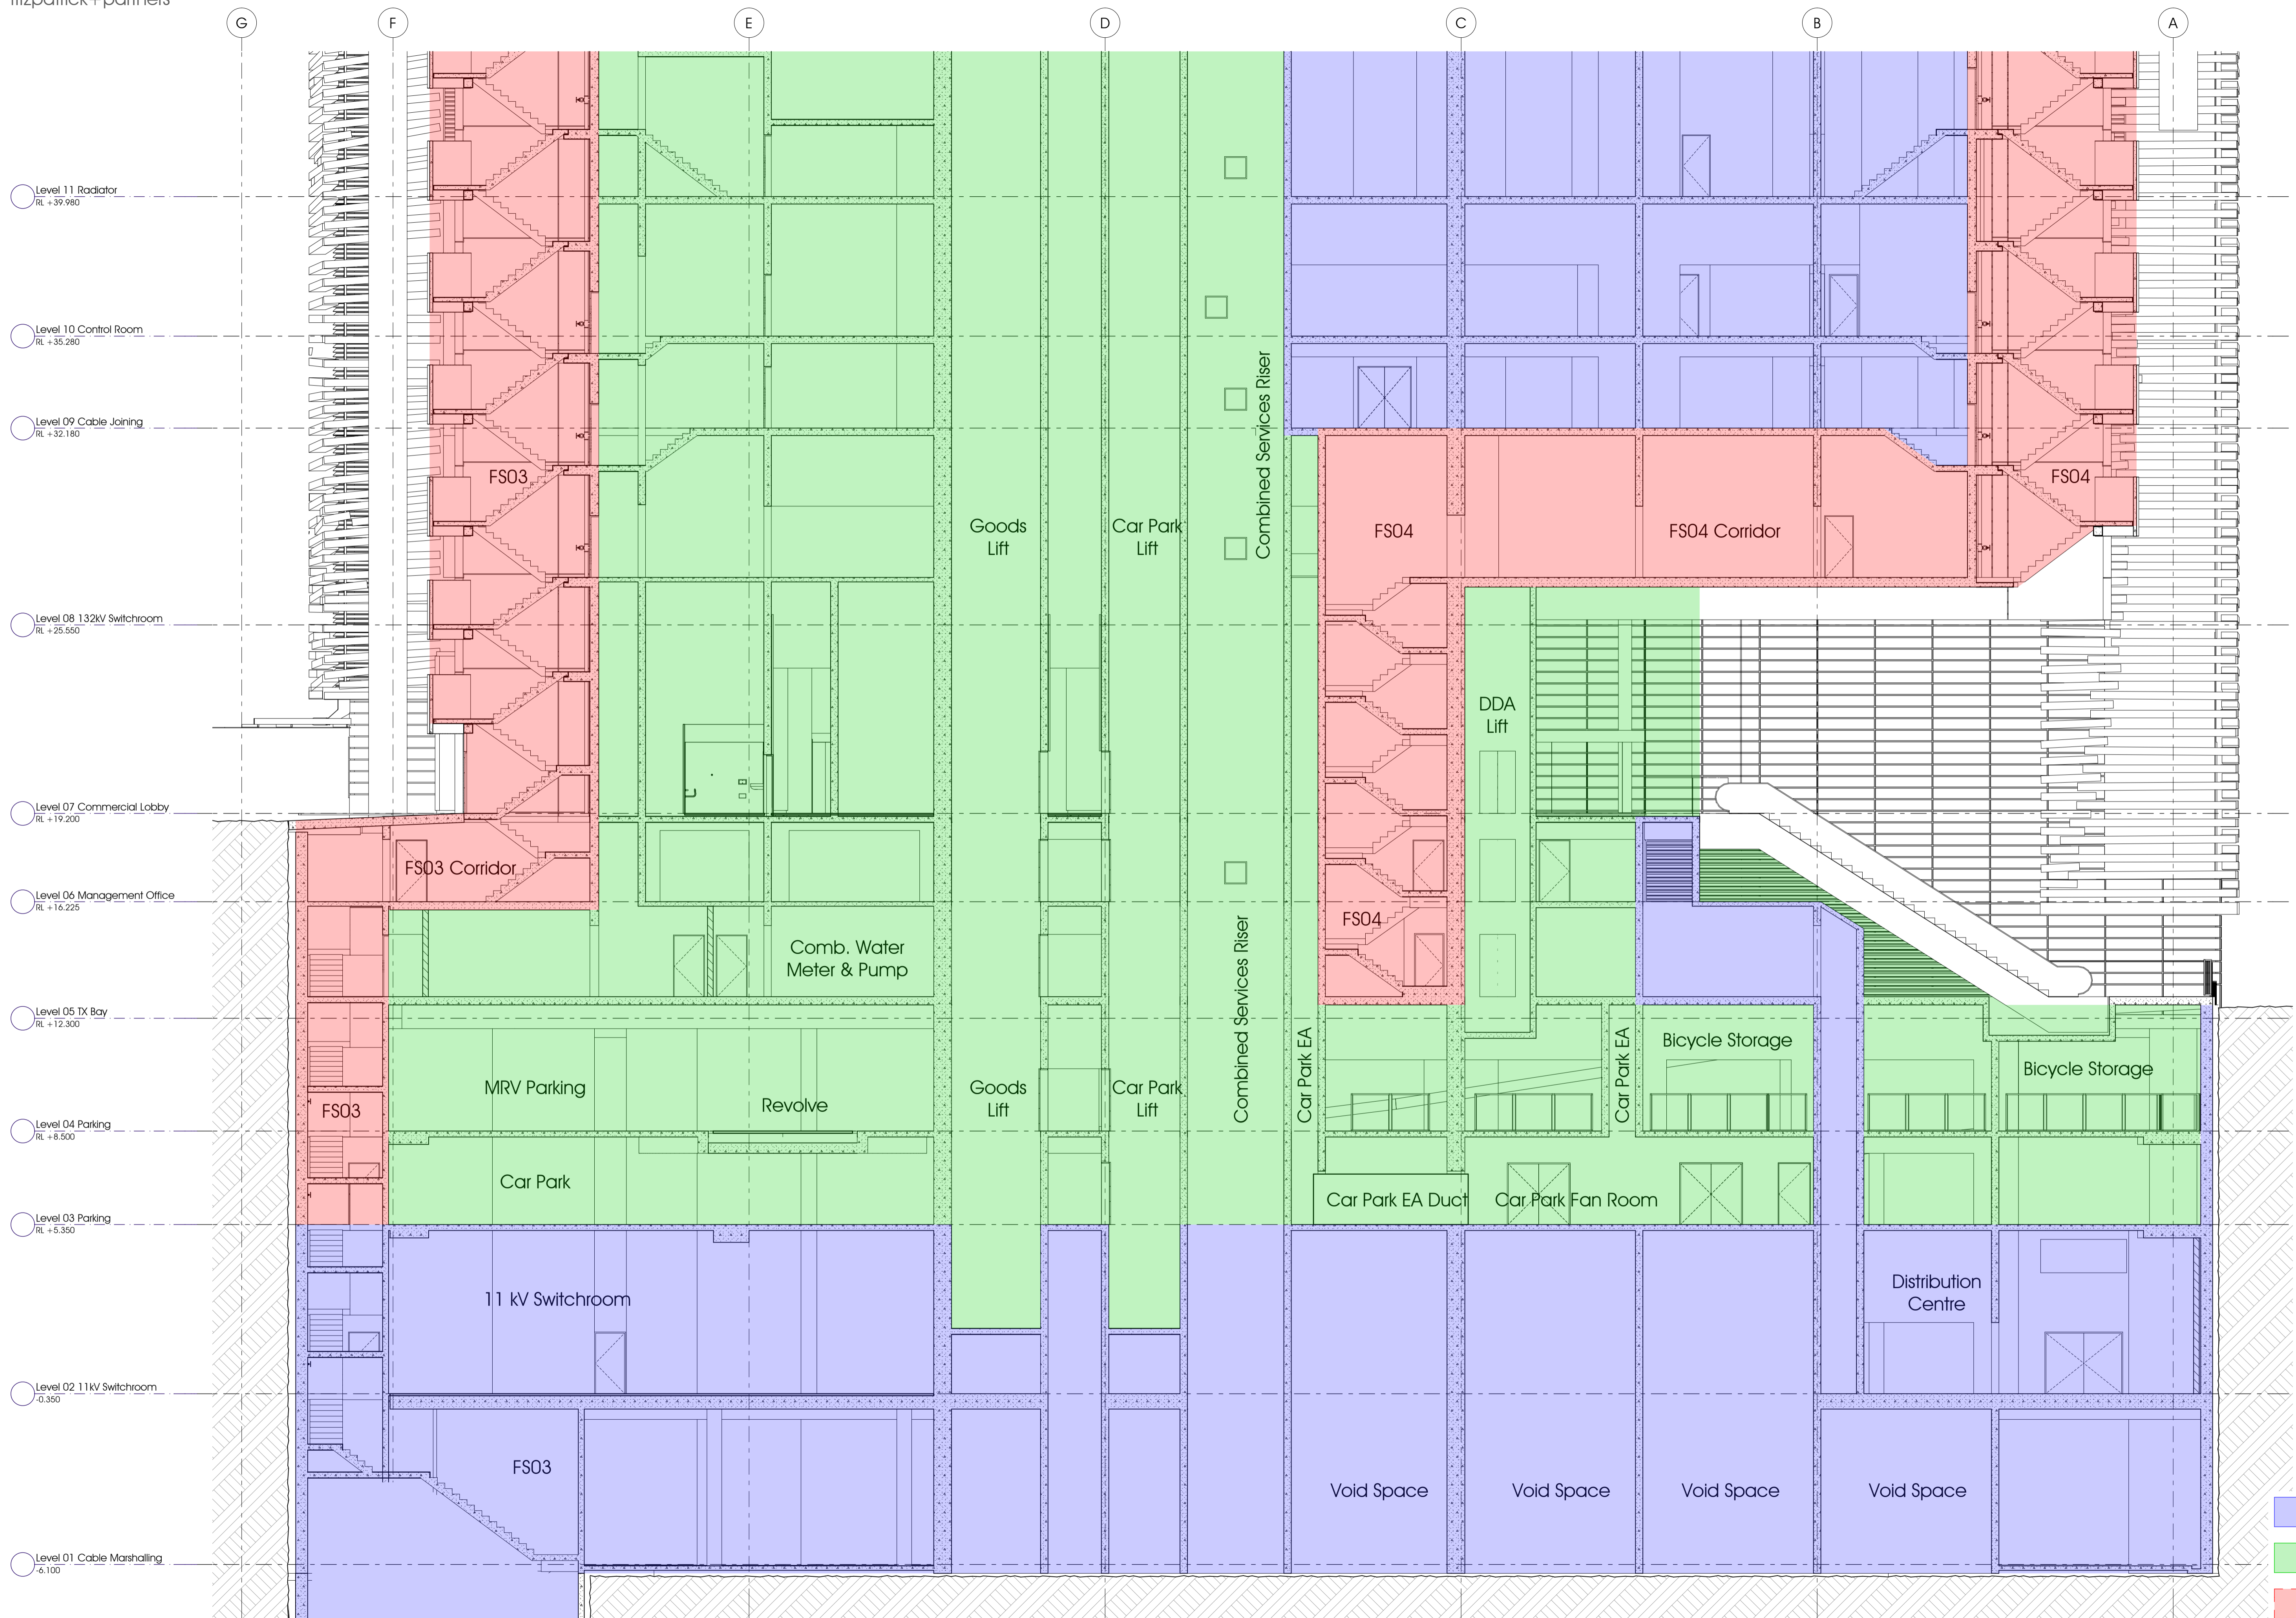 fitzpatrick+partners
G
F
E
D
C
B
A
Level 11 Radiator
RL +39.980
Level 10 Control Room
RL +35.280
Level 09 Cable Joining
RL +32.180
Level 08 132kV Switchroom
RL +25.550
Level 07 Commercial Lobby
RL +19.200
Level 06 Management Office
RL +16.225
Level 05 TX Bay
RL +12.300
Level 04 Parking
RL +8.500
Level 03 Parking
RL +5.350
Level 02 11kV Switchroom
-0.350
Level 01 Cable Marshalling
-6.100
FS03
Goods
Lift
Car Park
Lift
Combined Services Riser
FS04
FS04 Corridor
FS04
DDA
Lift
FS03 Corridor
FS04
Comb. Water
Meter & Pump
Combined Services Riser
Car Park EA
Car Park EA
Bicycle Storage
Bicycle Storage
MRV Parking
Revolve
Goods
Lift
Car Park
Lift
FS03
Car Park
Car Park EA Duct
Car Park Fan Room
11 kV Switchroom
Distribution
Centre
FS03
Void Space
Void Space
Void Space
Void Space